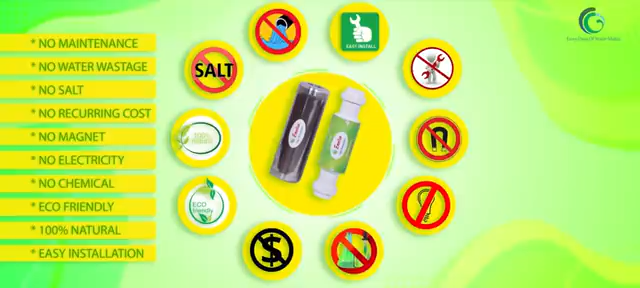 * NO MAINTENANCE
* NO WATER WASTAGE
* NO SALT
* NO RECURRING COST
* NO MAGNET
* NO ELECTRICITY
* NO CHEMICAL
* ECO FRIENDLY
* 100% NATURAL
* EASY INSTALLATION
EASY INSTALL
SALT
100%
ECO
friendly
$